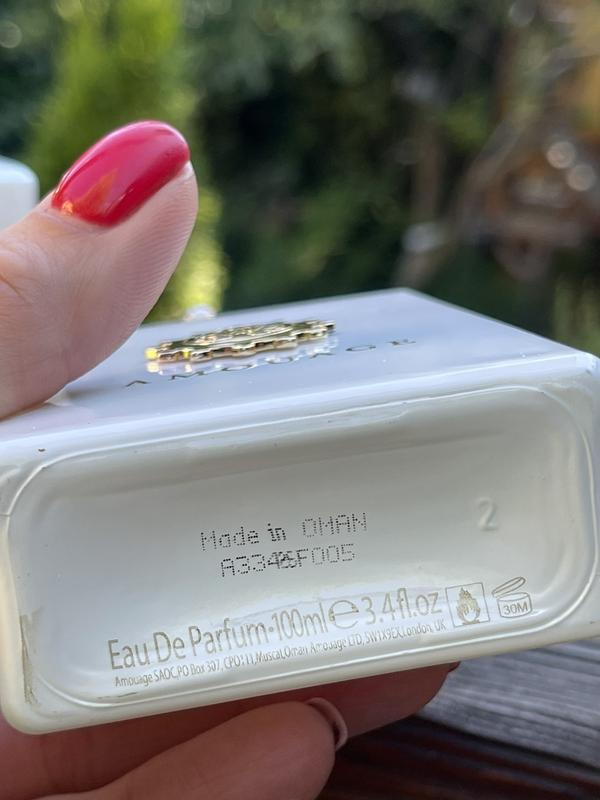 AMOUAGE
2
Made in OMAN
Eau De Parfum·100ml ℮ 3.4fl.oz
30M
Amouage SAOC,PO Box 307, CPO111,Muscat,Oman Amouage LTD, SW1X9EX,London, UK